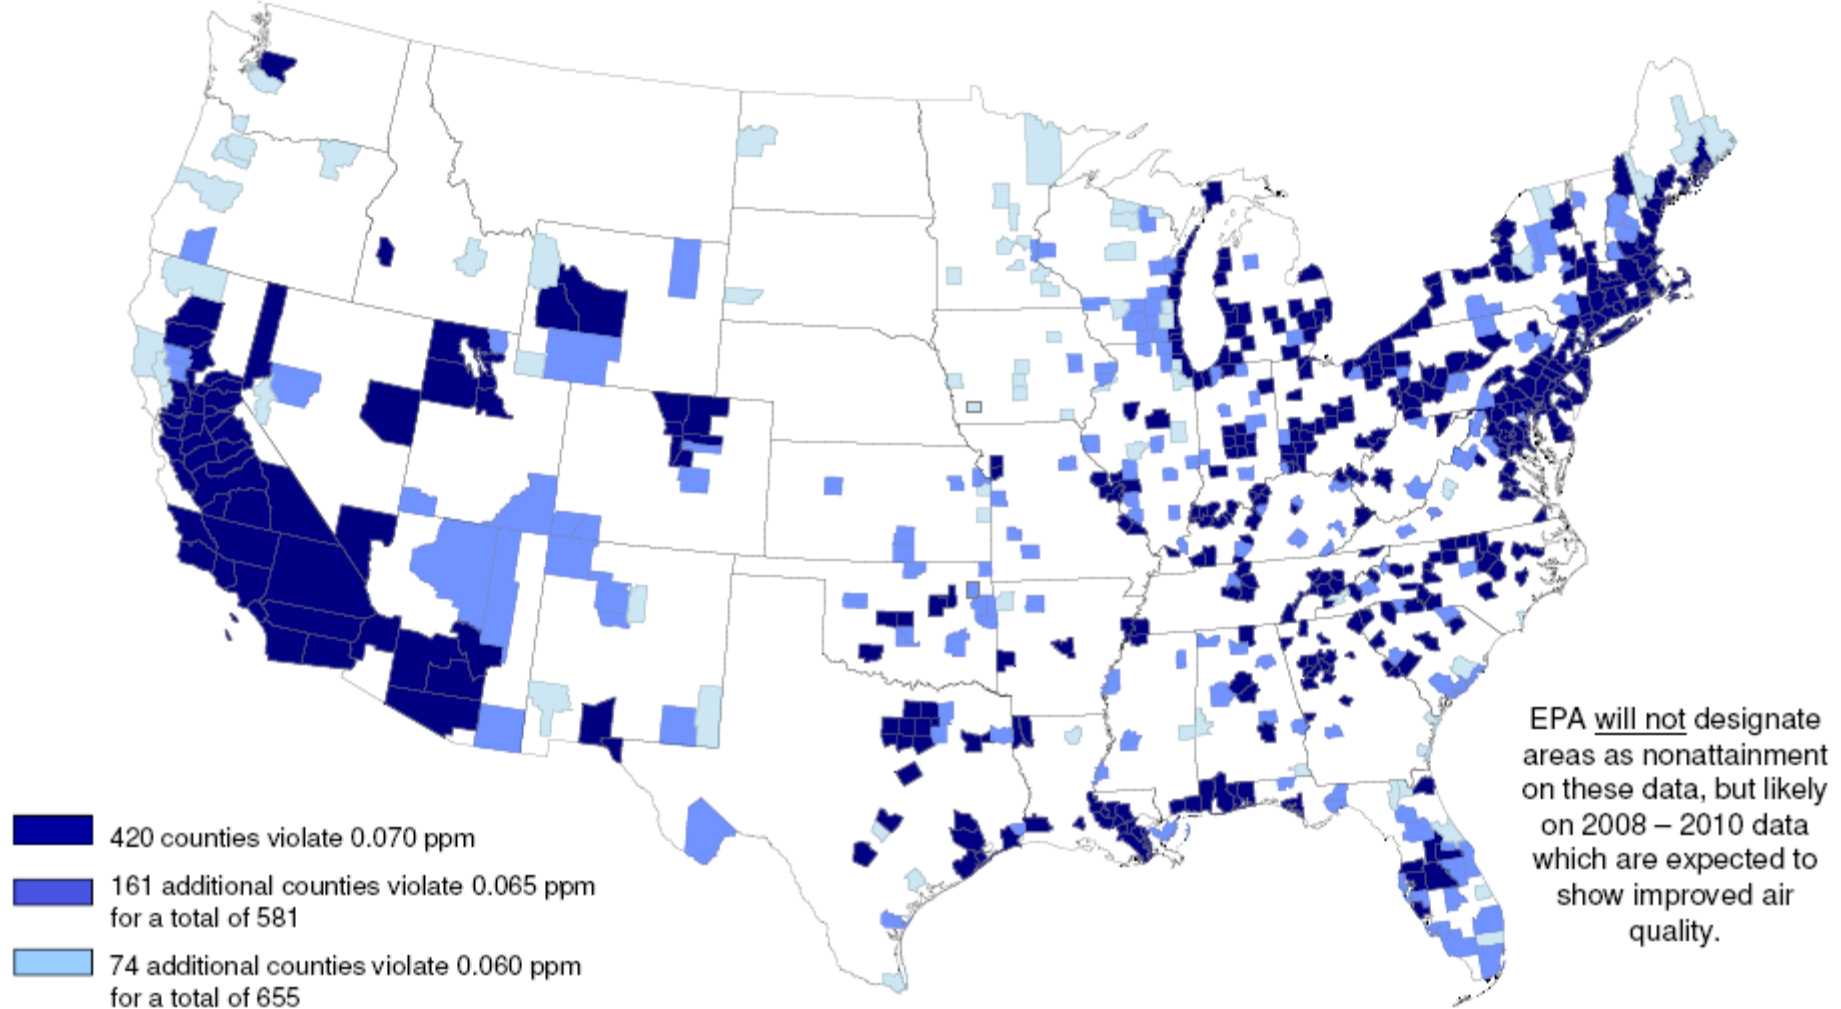 EPA will not designate
areas as nonattainment
on these data, but likely
on 2008 – 2010 data
which are expected to
show improved air
quality.
420 counties violate 0.070 ppm
161 additional counties violate 0.065 ppm
for a total of 581
74 additional counties violate 0.060 ppm
for a total of 655